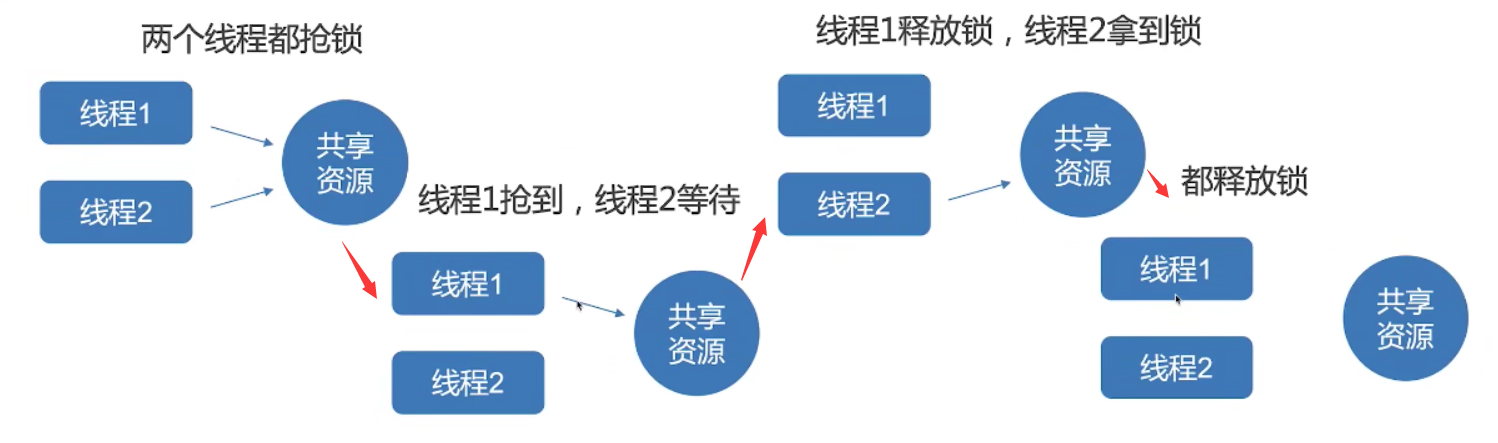 两个线程都抢锁
线程1
线程2
共享
资源
线程1抢到，线程2等待
线程1
线程2
共享
资源
线程1释放锁，线程2拿到锁
线程1
线程2
共享
资源
都释放锁
线程1
线程2
共享
资源